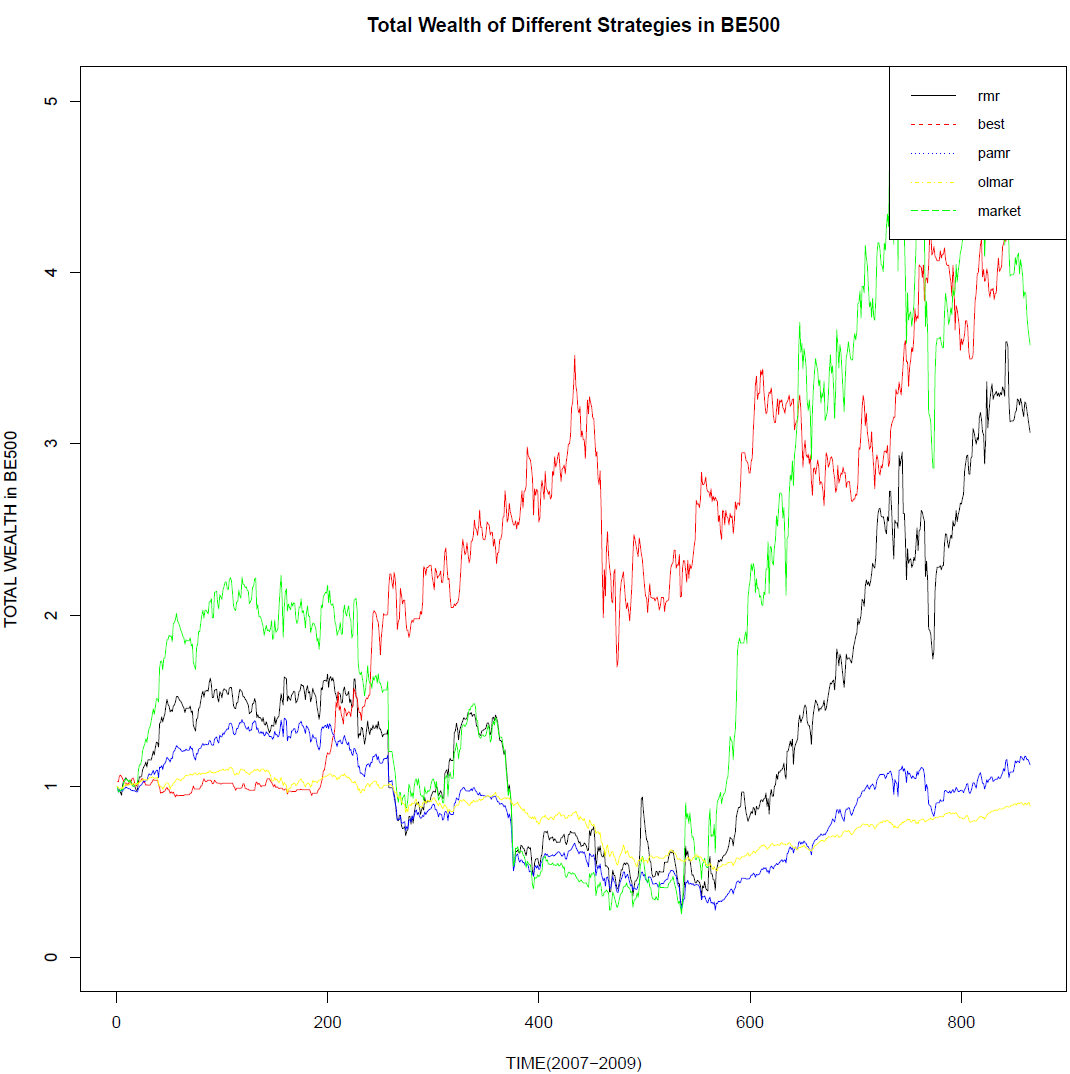 Total Wealth of Different Strategies in BE500
TOTAL WEALTH in BE500
5
4
3
2
1
0
rmr
best
pamr
olmar
market
0
200
400
600
800
TIME(2007−2009)